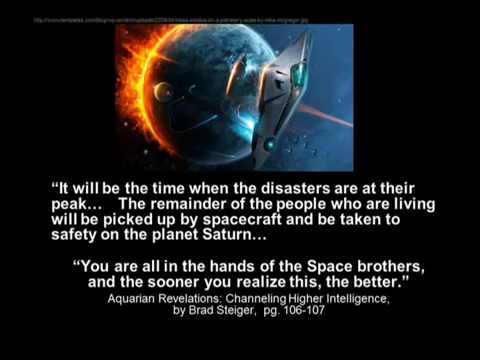 “It will be the time when the disasters are at their
peak... The remainder of the people who are living
will be picked up by spacecraft and be taken to
safety on the planet Saturn...
“You are all in the hands of the Space brothers,
and the sooner you realize this, the better.”
Aquarian Revelations: Channeling Higher Intelligence,
by Brad Steiger, pg. 106-107